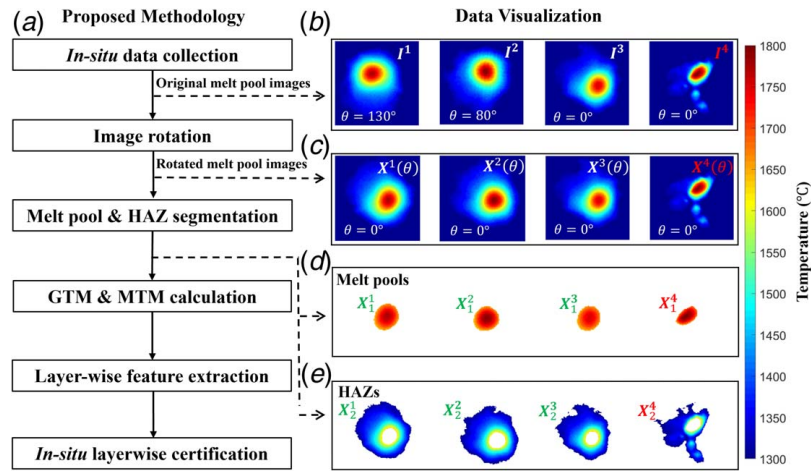 (a)
Proposed Methodology
In-situ data collection
Original melt pool images
Image rotation
Rotated melt pool images
Melt pool & HAZ segmentation
GTM & MTM calculation
Layer-wise feature extraction
In-situ layerwise certification
Data Visualization
(b)
I¹ I² I³ I⁴
θ = 130° θ = 80° θ = 0° θ = 0°
(c)
X¹(θ) X²(θ) X³(θ) X⁴(θ)
θ = 0° θ = 0° θ = 0° θ = 0°
(d)
Melt pools
X₁¹ X₁² X₁³ X₁⁴
(e)
HAZs
X₂¹ X₂² X₂³ X₂⁴
1800
1750
1700
1650
1600
1550
1500
1450
1400
1350
1300
Temperature (°C)